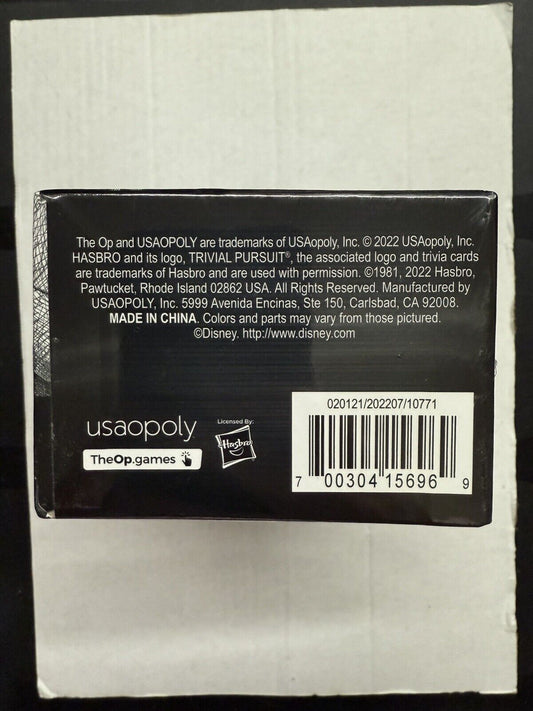 The Op and USAOPOLY are trademarks of USAopoly, Inc. © 2022 USAopoly, Inc.
HASBRO and its logo, TRIVIAL PURSUIT®, the associated logo and trivia cards
are trademarks of Hasbro and are used with permission. ©1981, 2022 Hasbro,
Pawtucket, Rhode Island 02862 USA. All Rights Reserved. Manufactured by
USAOPOLY, Inc. 5999 Avenida Encinas, Ste 150, Carlsbad, CA 92008.
MADE IN CHINA. Colors and parts may vary from those pictured.
©Disney. http://www.disney.com
usaopoly
TheOp.games
Licensed By:
Hasbro
020121/202207/10771
7 00304 15696 9